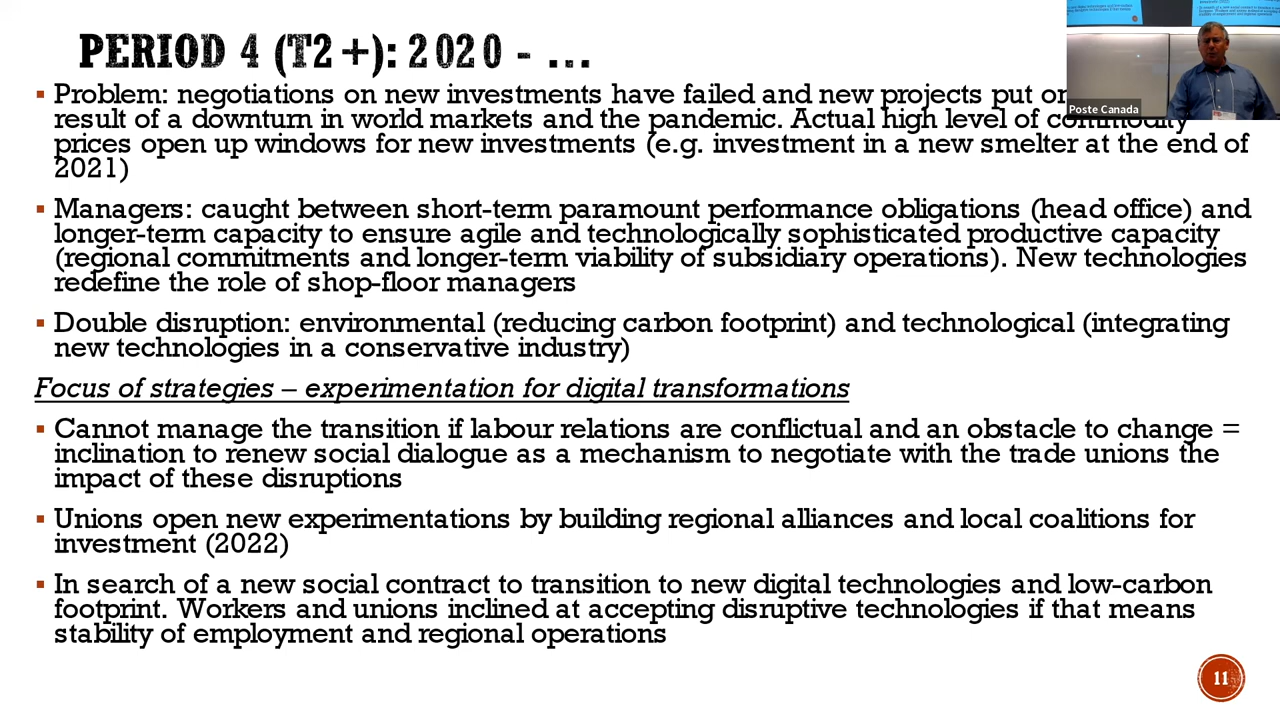 PERIOD 4 (T2+): 2020 - ...
Poste Canada
▪ Problem: negotiations on new investments have failed and new projects put
result of a downturn in world markets and the pandemic. Actual high level of commodity
prices open up windows for new investments (e.g. investment in a new smelter at the end of
2021)
▪ Managers: caught between short-term paramount performance obligations (head office) and
longer-term capacity to ensure agile and technologically sophisticated productive capacity
(regional commitments and longer-term viability of subsidiary operations). New technologies
redefine the role of shop-floor managers
▪ Double disruption: environmental (reducing carbon footprint) and technological (integrating
new technologies in a conservative industry)
Focus of strategies – experimentation for digital transformations
▪ Cannot manage the transition if labour relations are conflictual and an obstacle to change =
inclination to renew social dialogue as a mechanism to negotiate with the trade unions the
impact of these disruptions
▪ Unions open new experimentations by building regional alliances and local coalitions for
investment (2022)
▪ In search of a new social contract to transition to new digital technologies and low-carbon
footprint. Workers and unions inclined at accepting disruptive technologies if that means
stability of employment and regional operations
11